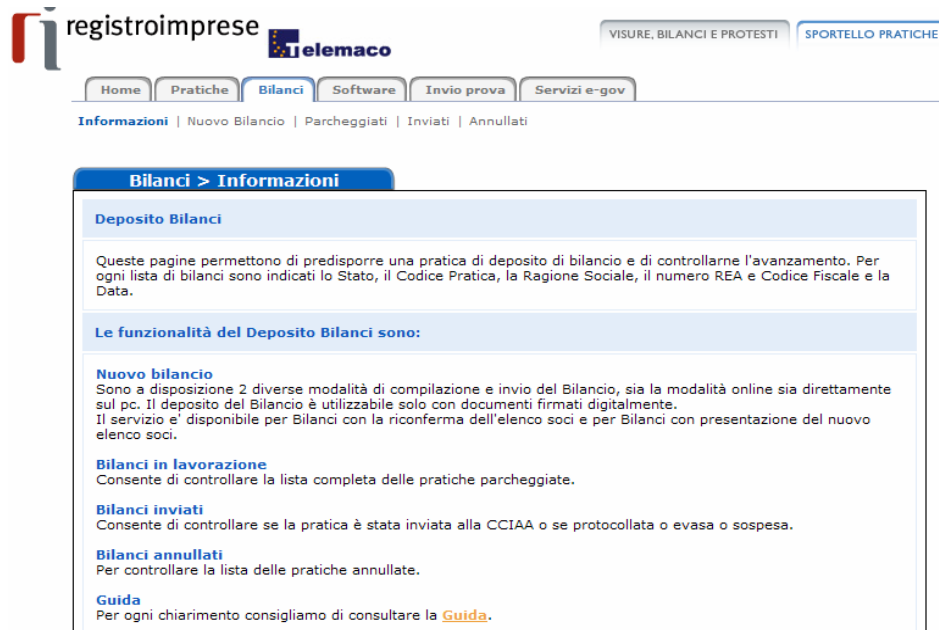 registroimprese
Telemaco
VISURE, BILANCI E PROTESTI SPORTELLO PRATICHE
Home Pratiche Bilanci Software Invio prova Servizi e-gov
Informazioni | Nuovo Bilancio | Parcheggiati | Inviati | Annullati
Bilanci > Informazioni
Deposito Bilanci
Queste pagine permettono di predisporre una pratica di deposito di bilancio e di controllarne l'avanzamento. Per
ogni lista di bilanci sono indicati lo Stato, il Codice Pratica, la Ragione Sociale, il numero REA e Codice Fiscale e la
Data.
Le funzionalità del Deposito Bilanci sono:
Nuovo bilancio
Sono a disposizione 2 diverse modalità di compilazione e invio del Bilancio, sia la modalità online sia direttamente
sul pc. Il deposito del Bilancio è utilizzabile solo con documenti firmati digitalmente.
Il servizio e' disponibile per Bilanci con la riconferma dell'elenco soci e per Bilanci con presentazione del nuovo
elenco soci.
Bilanci in lavorazione
Consente di controllare la lista completa delle pratiche parcheggiate.
Bilanci inviati
Consente di controllare se la pratica è stata inviata alla CCIAA o se protocollata o evasa o sospesa.
Bilanci annullati
Per controllare la lista delle pratiche annullate.
Guida
Per ogni chiarimento consigliamo di consultare la Guida.